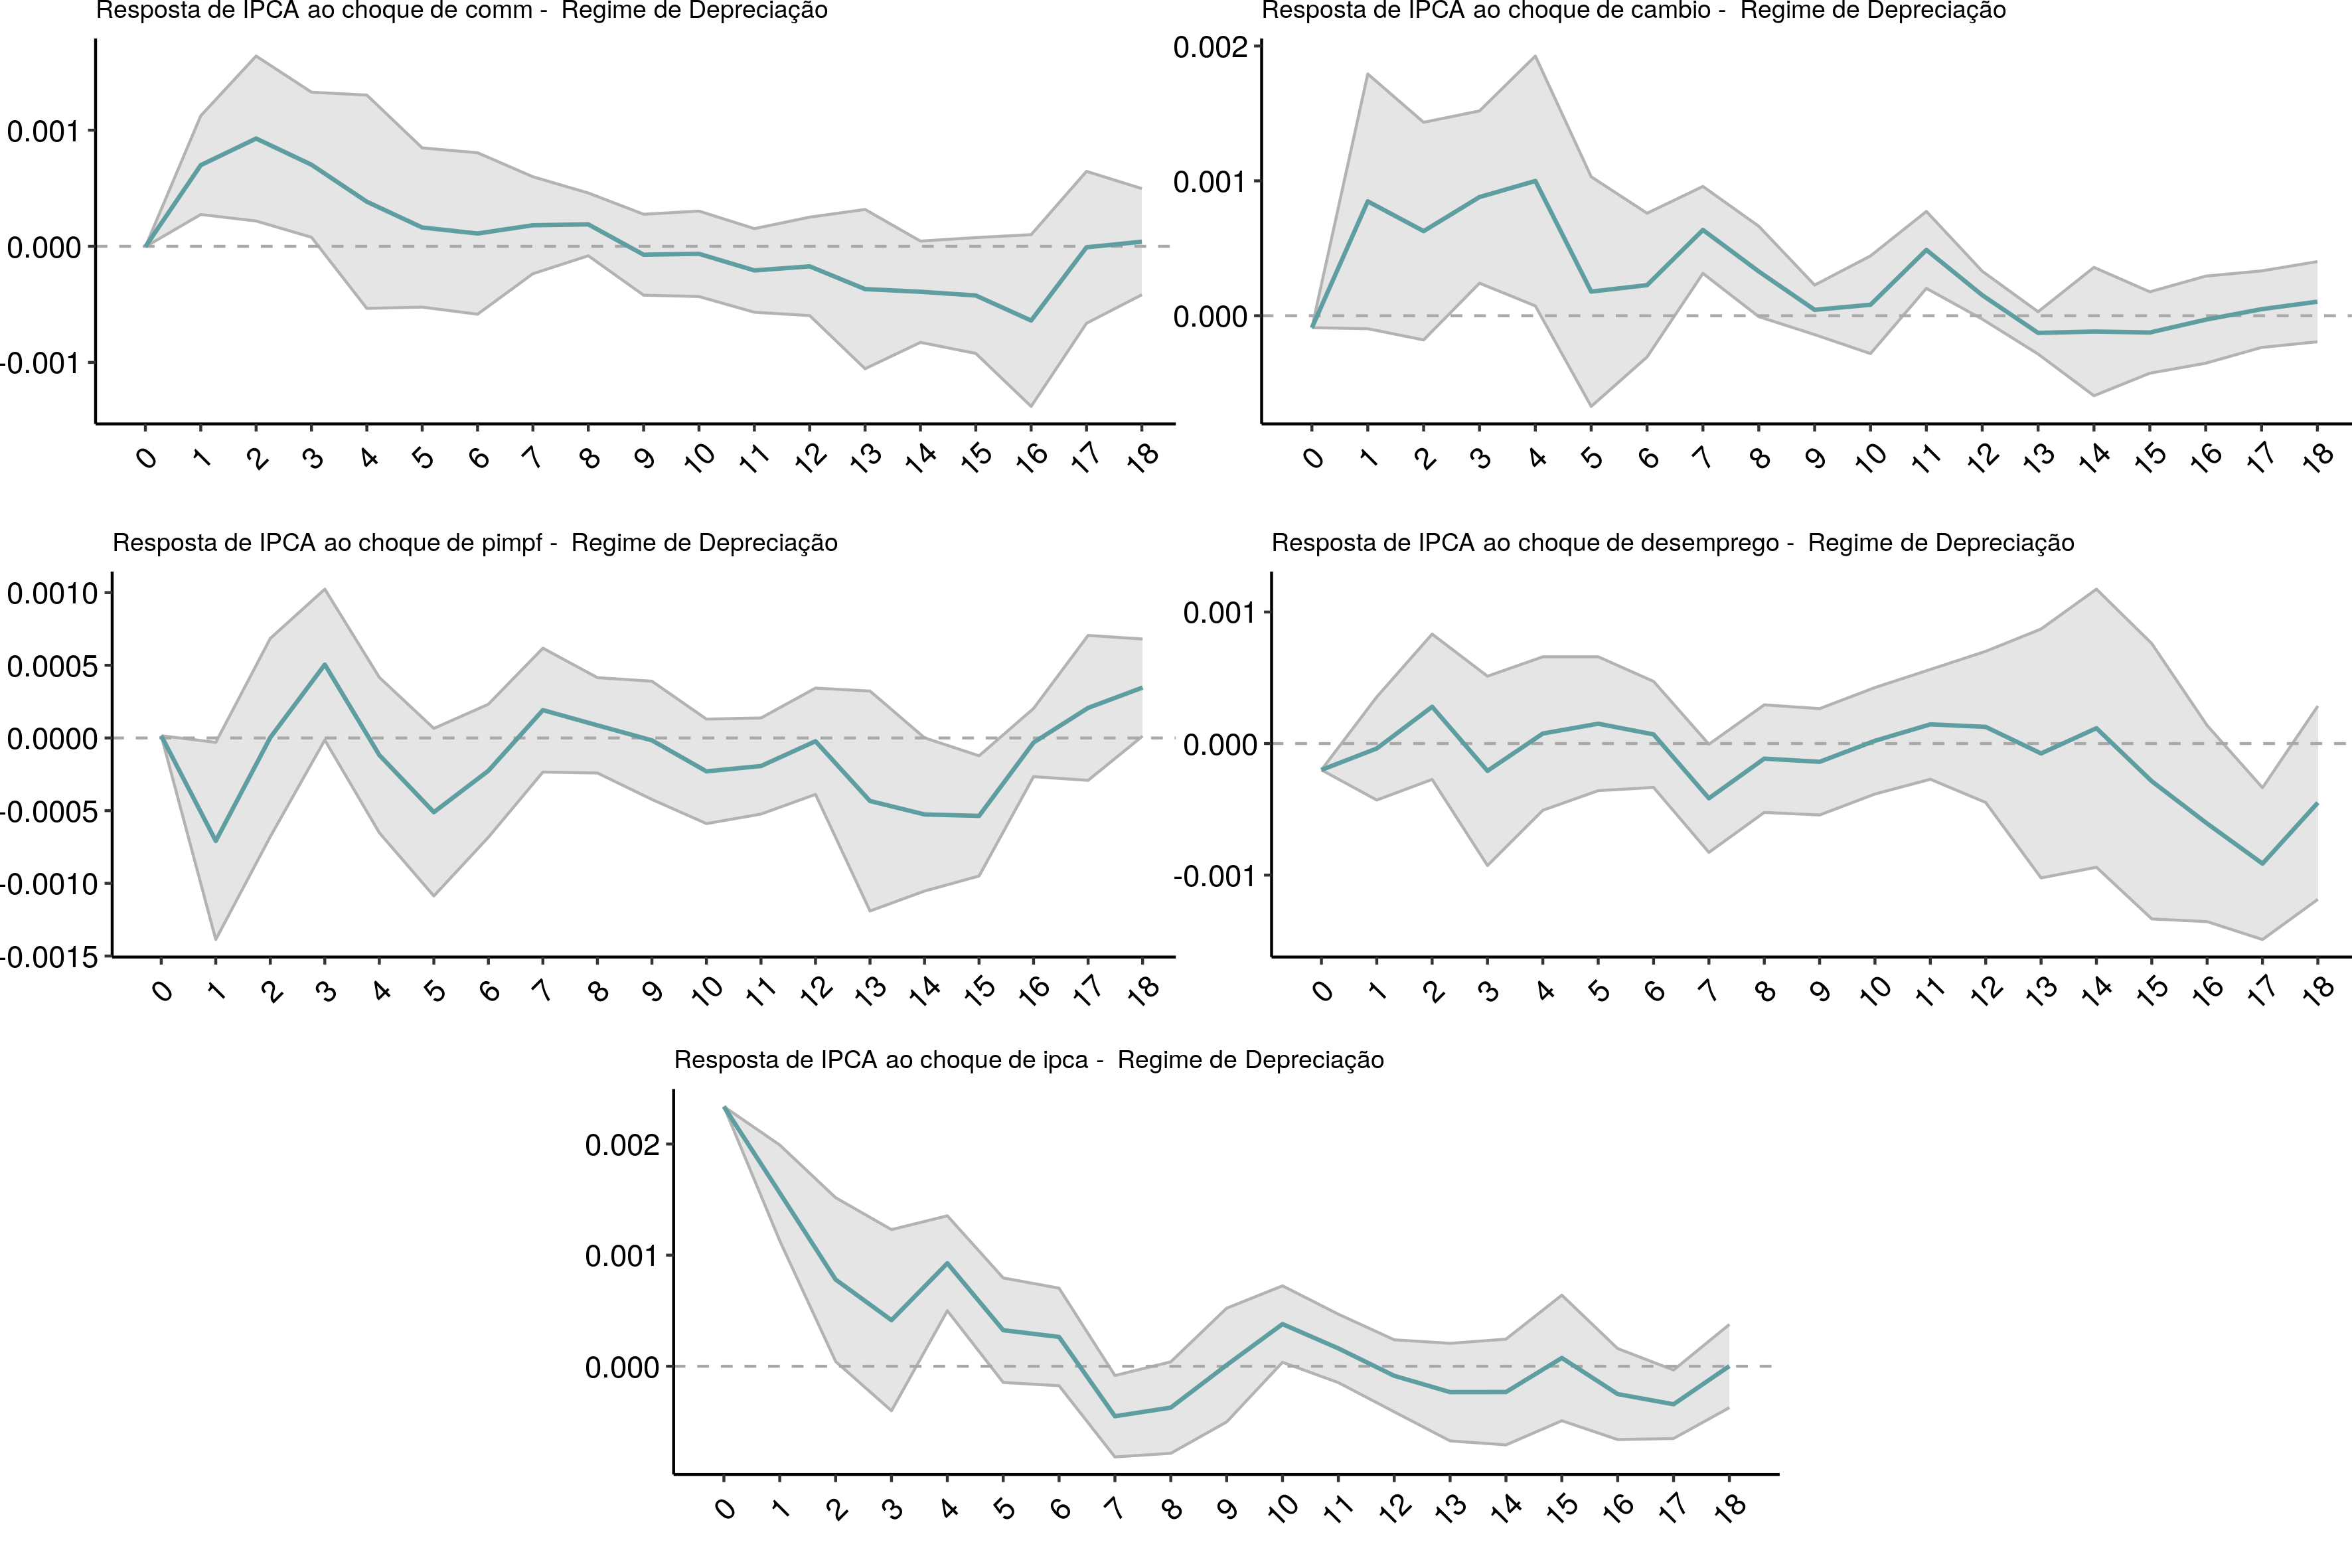 Resposta de IPCA ao choque de comm - Regime de Depreciação
0.001
0.000
-0.001
0 1 2 3 4 5 6 7 8 9 10 11 12 13 14 15 16 17 18
Resposta de IPCA ao choque de cambio - Regime de Depreciação
0.002
0.001
0.000
0 1 2 3 4 5 6 7 8 9 10 11 12 13 14 15 16 17 18
Resposta de IPCA ao choque de pimpf - Regime de Depreciação
0.0010
0.0005
0.0000
-0.0005
-0.0010
-0.0015
0 1 2 3 4 5 6 7 8 9 10 11 12 13 14 15 16 17 18
Resposta de IPCA ao choque de desemprego - Regime de Depreciação
0.001
0.000
-0.001
0 1 2 3 4 5 6 7 8 9 10 11 12 13 14 15 16 17 18
Resposta de IPCA ao choque de ipca - Regime de Depreciação
0.002
0.001
0.000
0 1 2 3 4 5 6 7 8 9 10 11 12 13 14 15 16 17 18